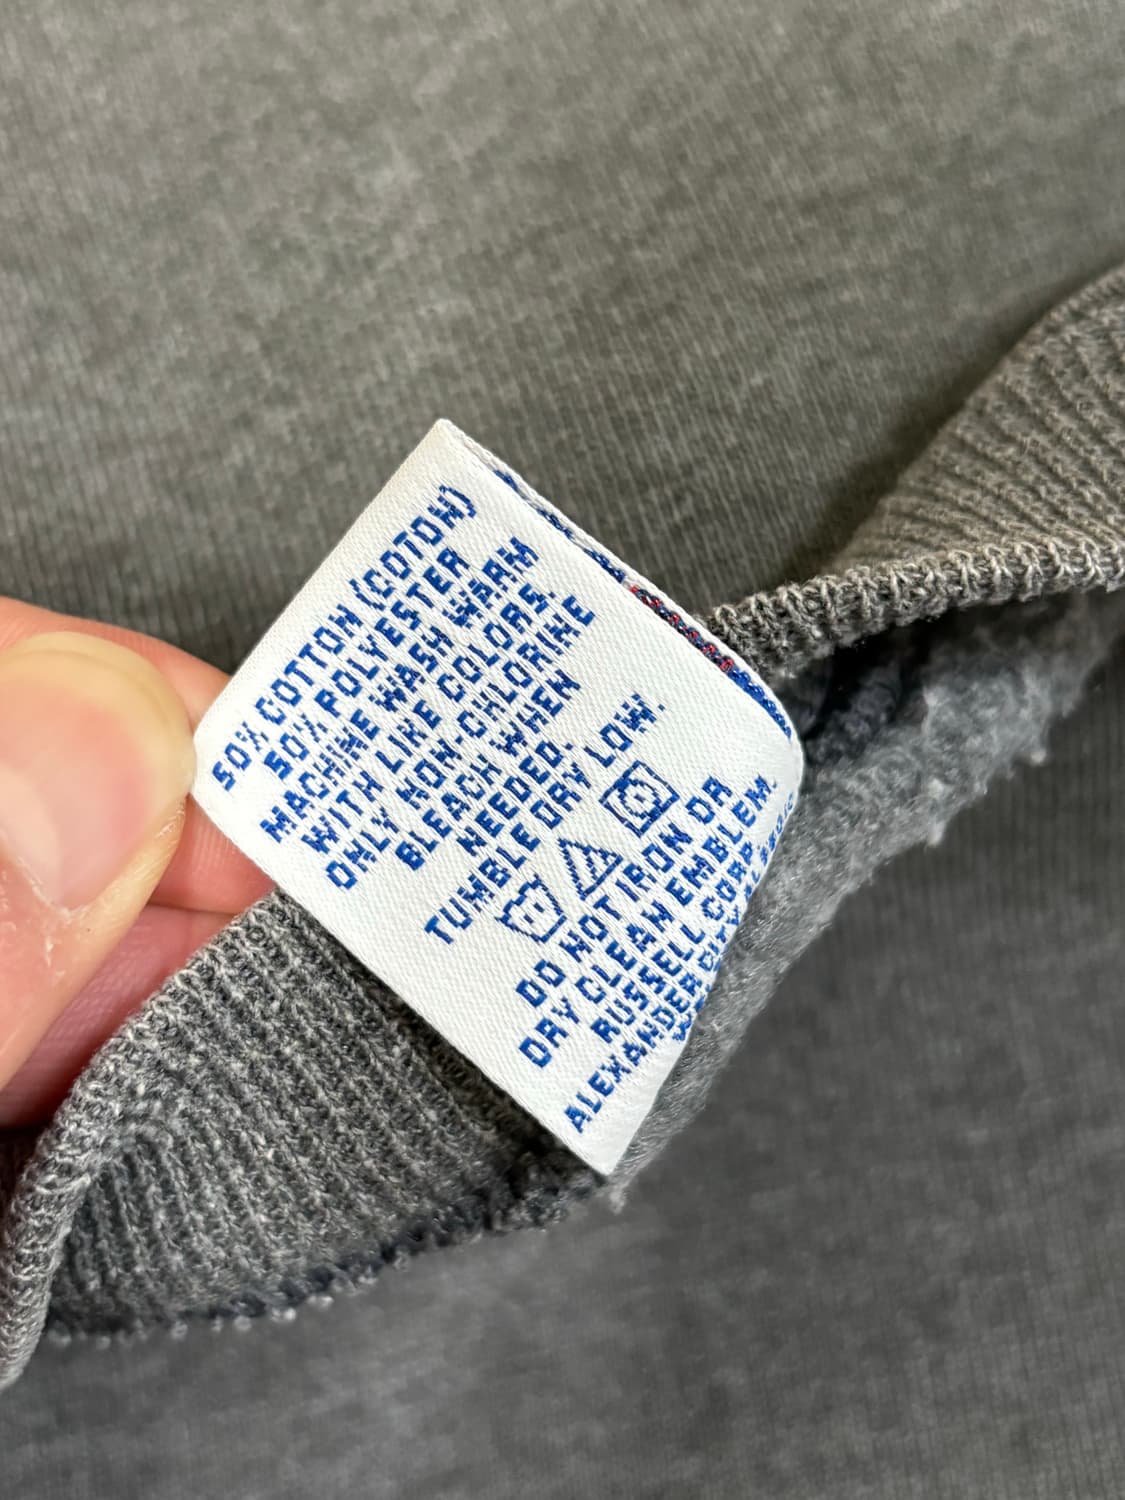 50% COTTON (COTON)
50% POLYESTER
MACHINE WASH WARM
WITH LIKE COLORS.
ONLY NON CHLORINE
BLEACH WHEN
NEEDED.
TUMBLE DRY LOW.
DO NOT IRON OR
DRY CLEAN EMBLEM.
RUSSELL CORP.
ALEXANDER CITY, AL